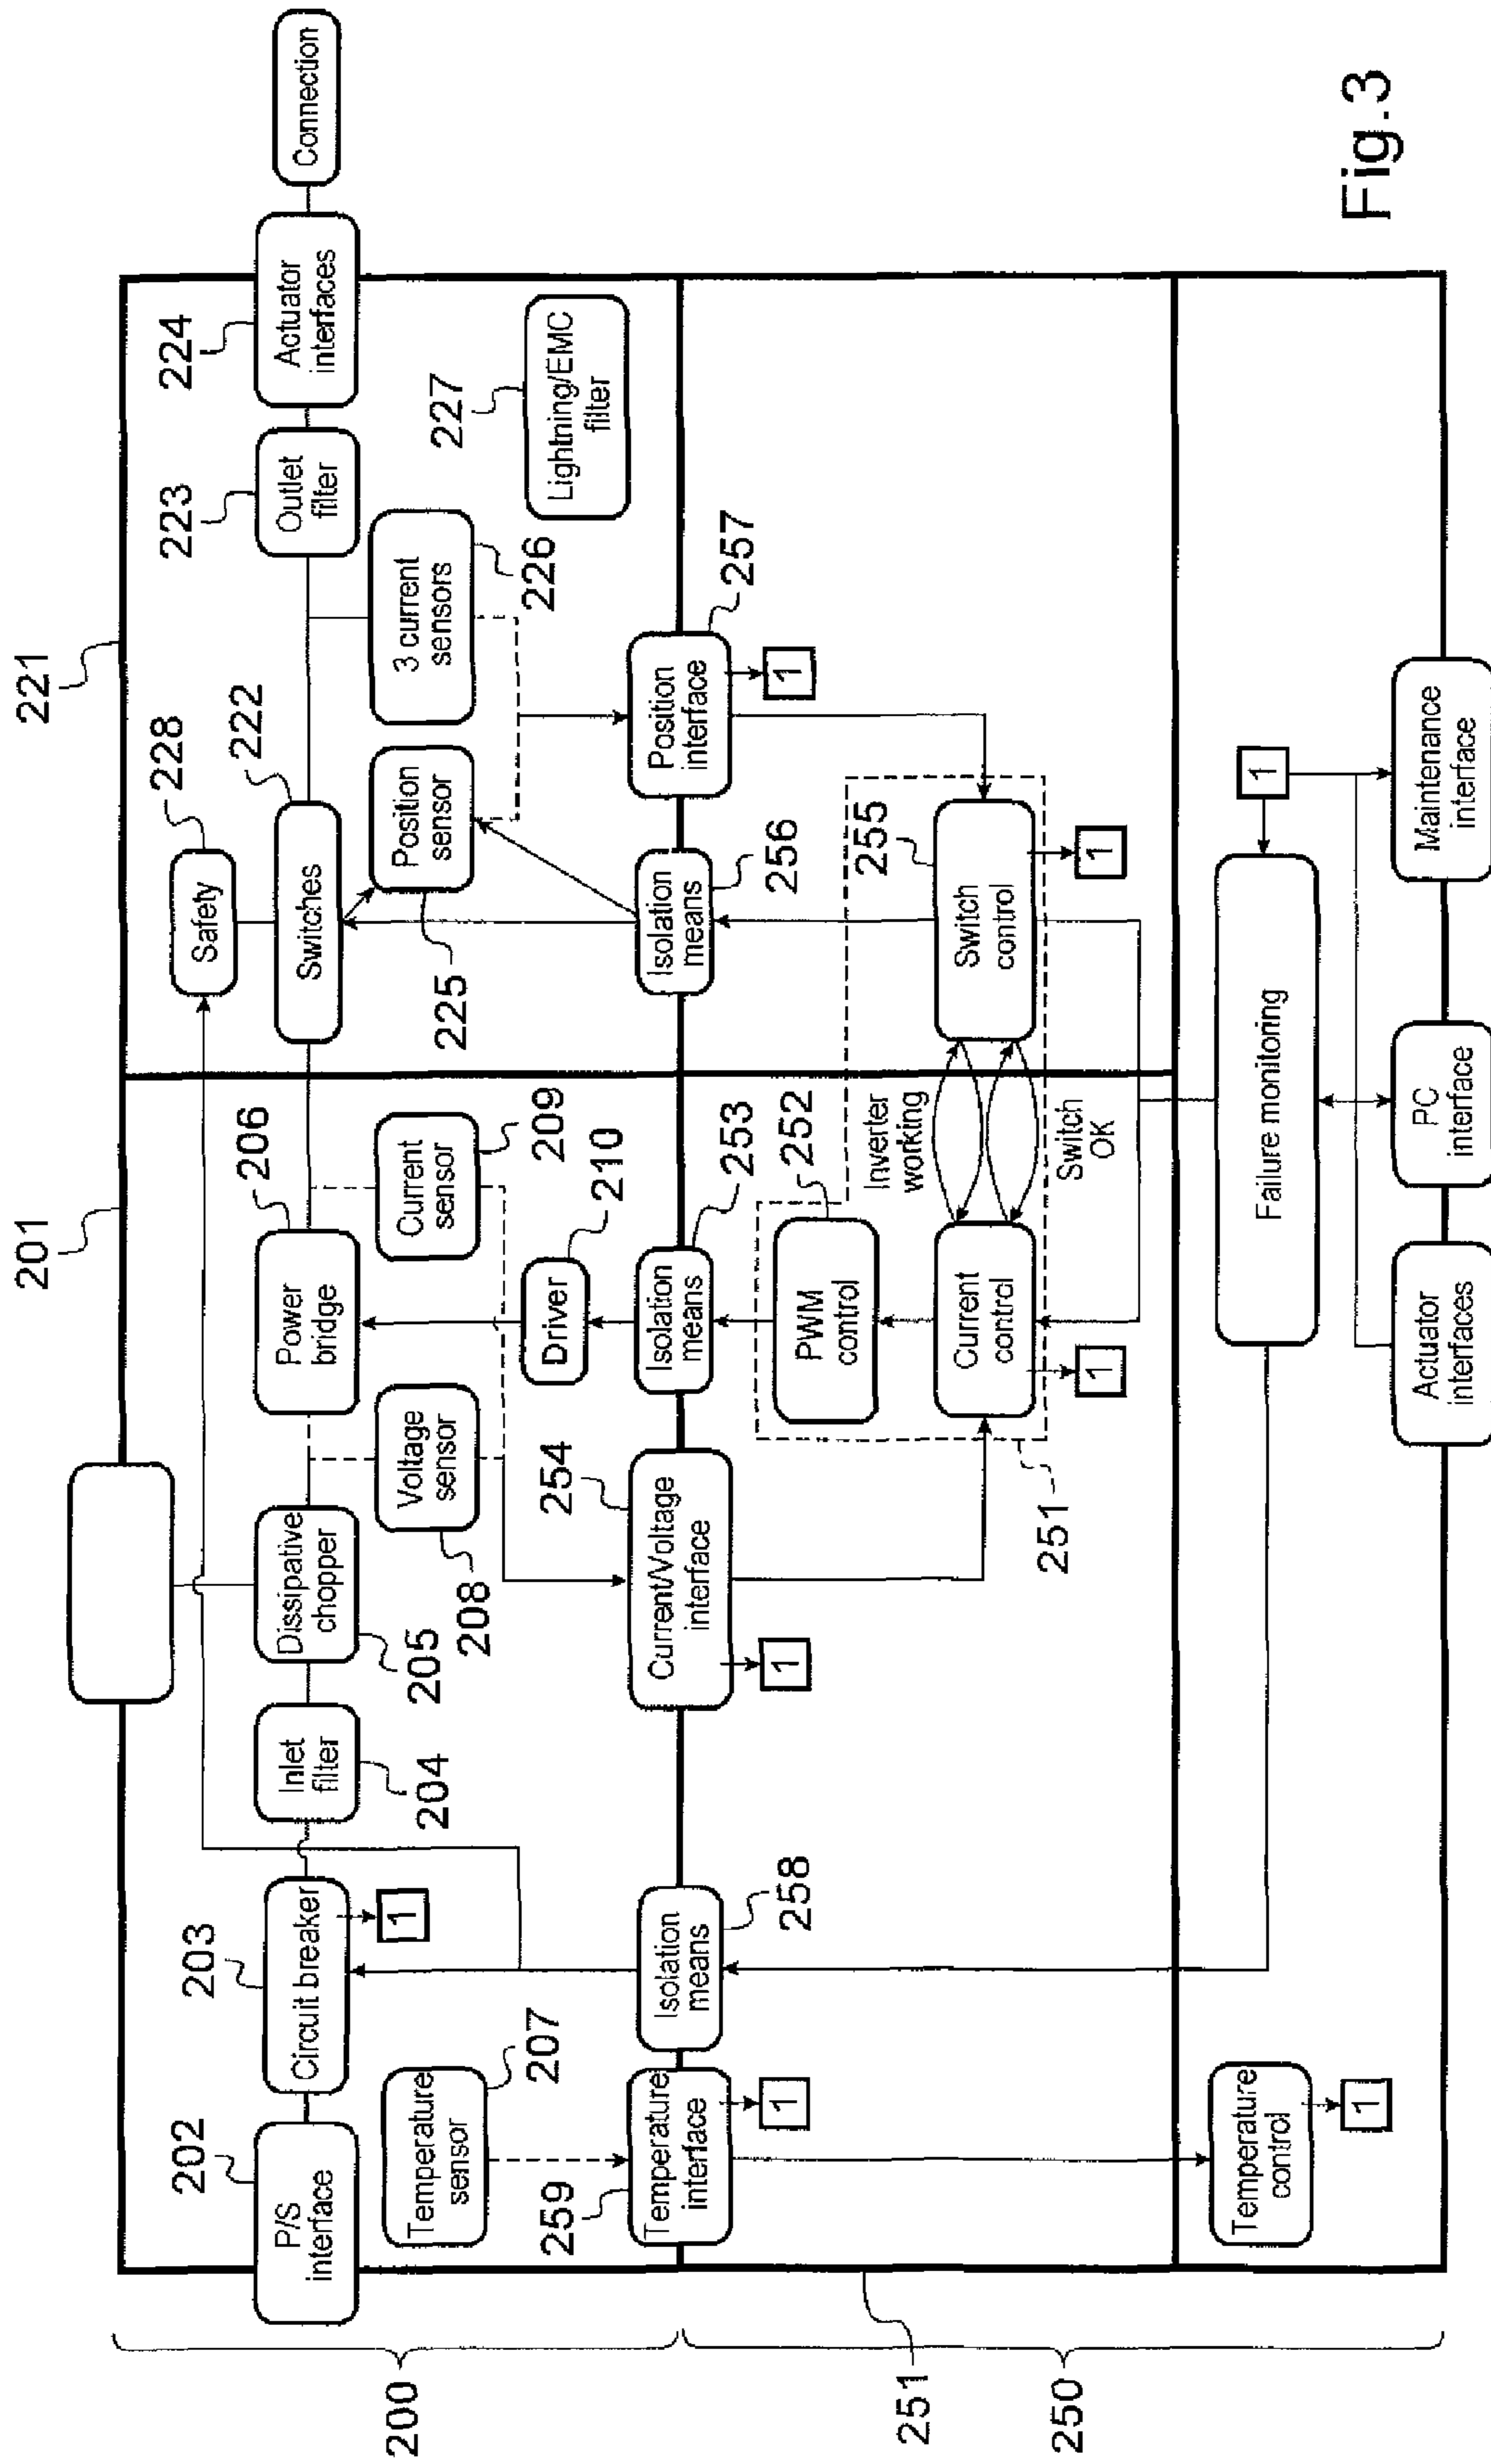 221
201
228
222
224
Connection
Safety
223
Actuator
interfaces
206
Outlet
filter
203
Switches
202
Power
bridge
Dissipative
chopper
Inlet
filter
Circuit breaker
P/S
interface
1
205
204
Voltage
sensor
Current
sensor
209
Position
sensor
3 current
sensors
226
227
Lightning/EMC
filter
Temperature
sensor
207
208
210
225
Driver
254
253
257
259
Temperature
interface
Isolation
means
258
Current/Voltage
interface
Isolation
means
Isolation
means
256
Position
interface
1
1
1
252
PWM
control
Inverter
working
255
Current
control
Switch
control
251
Switch
OK
1
1
Temperature
control
1
Failure monitoring
1
Actuator
interfaces
PC
interface
Maintenance
interface
200
251
250
Fig.3